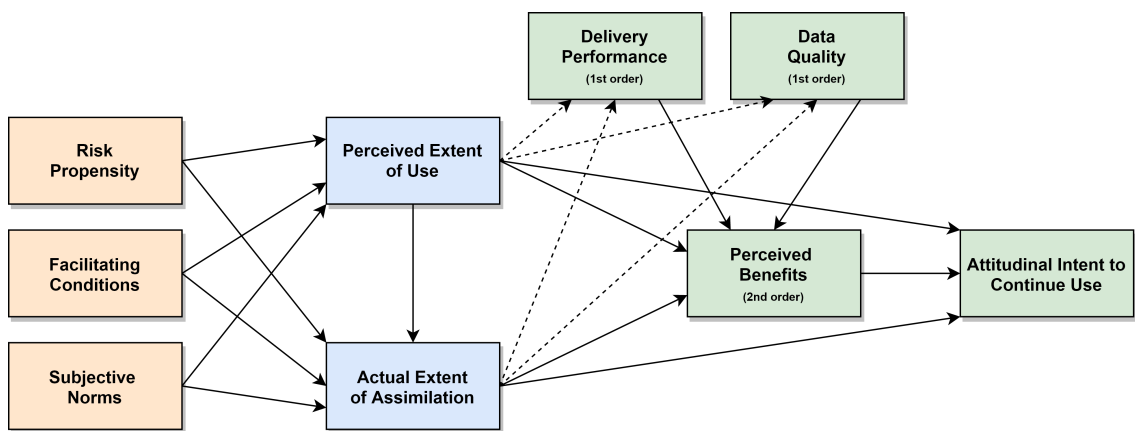 Delivery
Performance
(1st order)
Data
Quality
(1st order)
Risk
Propensity
Perceived Extent
of Use
Facilitating
Conditions
Perceived
Benefits
(2nd order)
Attitudinal Intent to
Continue Use
Subjective
Norms
Actual Extent
of Assimilation